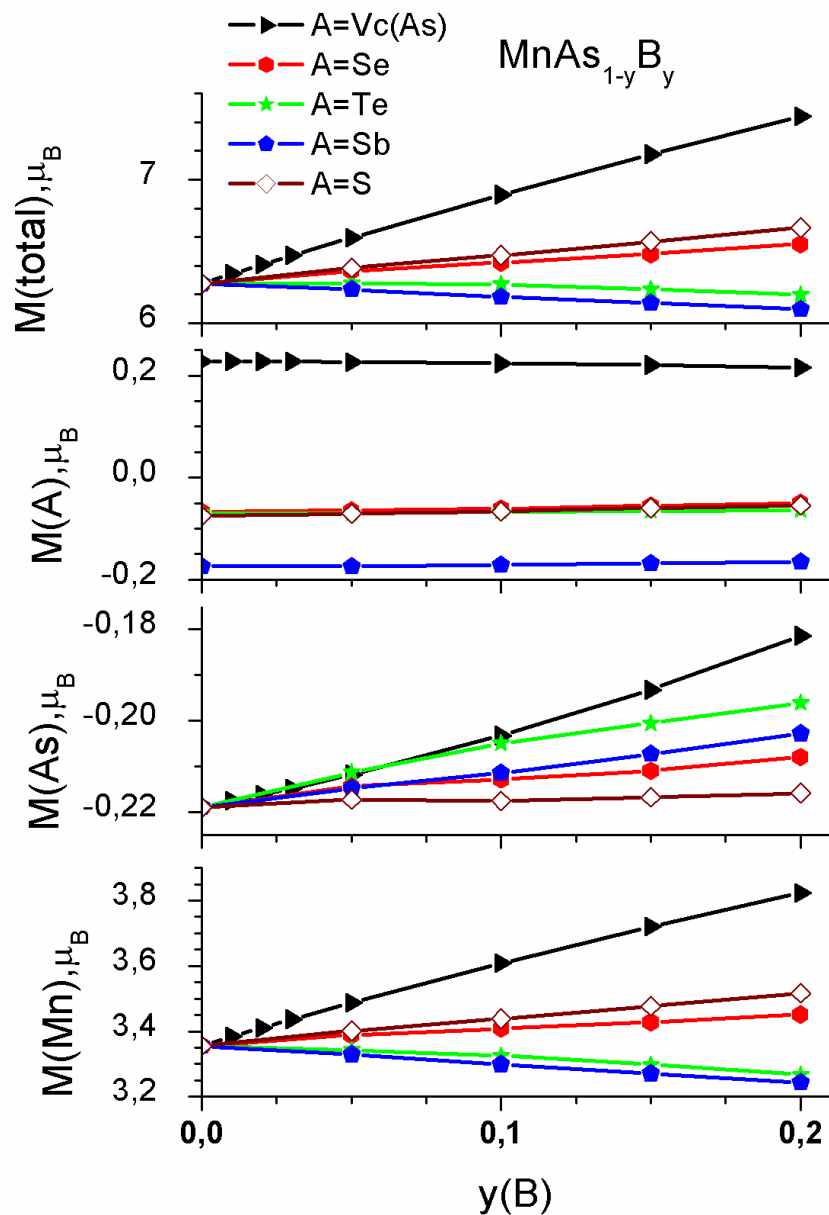 A=Vc(As)
A=Se
A=Te
A=Sb
A=S
MnAs1-yBy
M(total),μB
7
6
M(A),μB
0,2
0,0
-0,2
M(As),μB
-0,18
-0,20
-0,22
M(Mn),μB
3,8
3,6
3,4
3,2
0,0 0,1 0,2
y(B)